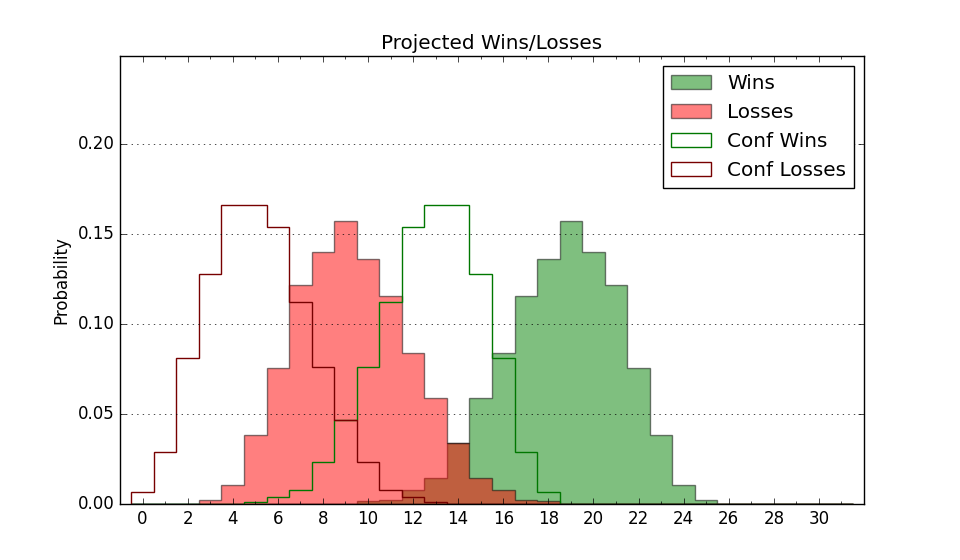 Projected Wins/Losses
Wins
Losses
Conf Wins
Conf Losses
Probability
0.20
0.15
0.10
0.05
0.00
0 2 4 6 8 10 12 14 16 18 20 22 24 26 28 30